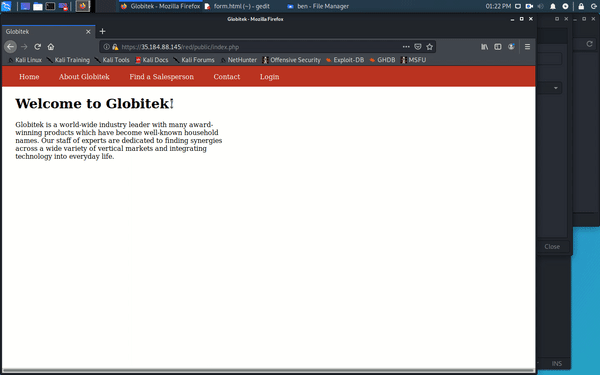 Globitek - Mozilla Firefox
form.html (~) - gedit
ben - File Manager
01:22 PM
Globitek - Mozilla Firefox
Globitek
https://35.184.88.145/red/public/index.php
Kali Linux
Kali Training
Kali Tools
Kali Docs
Kali Forums
NetHunter
Offensive Security
Exploit-DB
GHDB
MSFU
Home
About Globitek
Find a Salesperson
Contact
Login
Welcome to Globitek!
Globitek is a world-wide industry leader with many award-
winning products which have become well-known household
names. Our staff of experts are dedicated to finding synergies
across a wide variety of vertical markets and integrating
technology into everyday life.
Close
INS